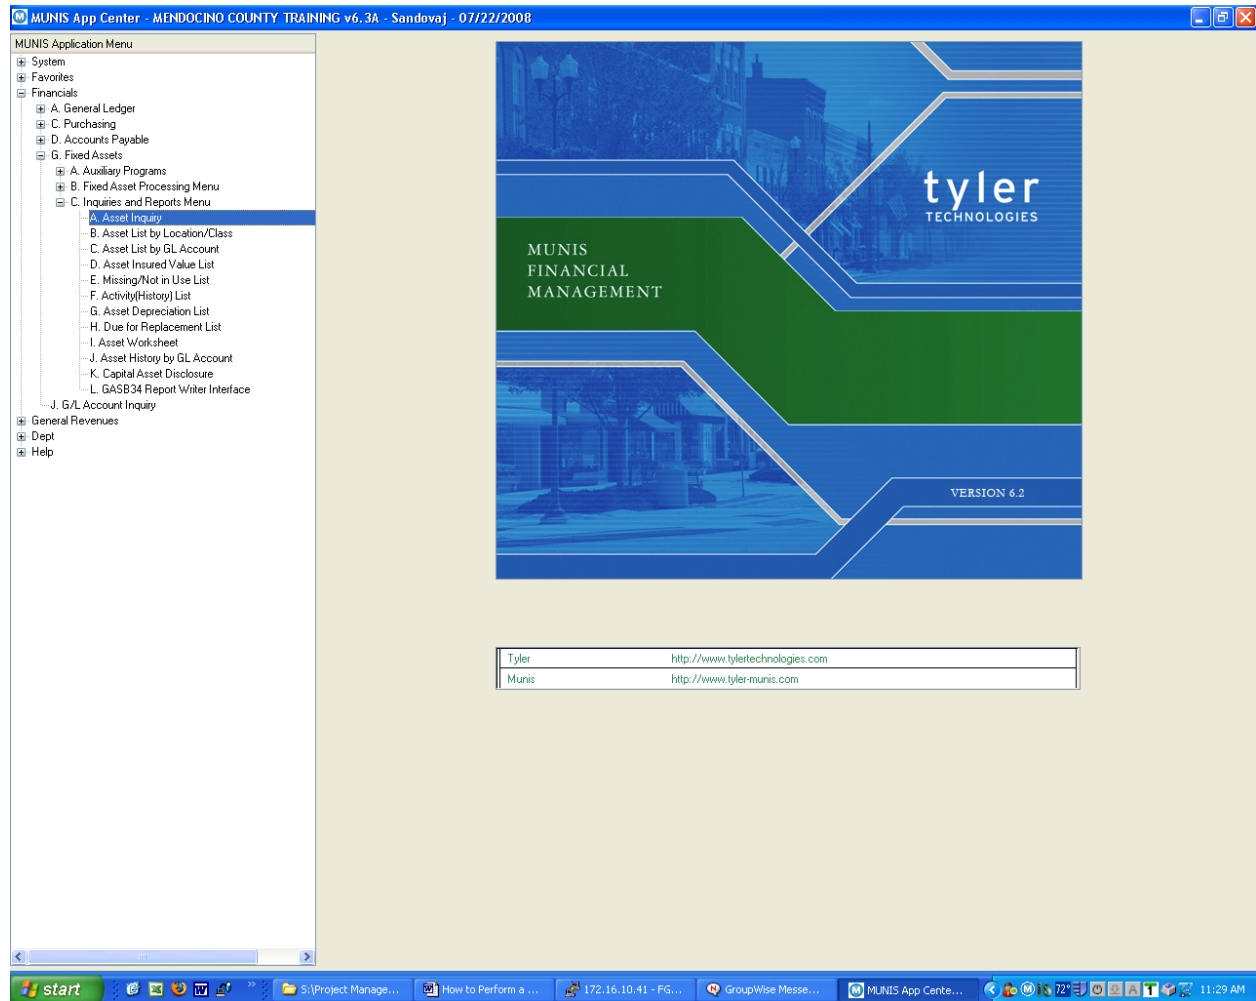 MUNIS App Center - MENDOCINO COUNTY TRAINING v6.3A - Sandovaj - 07/22/2008
MUNIS Application Menu
System
Favorites
Financials
A. General Ledger
C. Purchasing
D. Accounts Payable
G. Fixed Assets
A. Auxiliary Programs
B. Fixed Asset Processing Menu
C. Inquiries and Reports Menu
A. Asset Inquiry
B. Asset List by Location/Class
C. Asset List by GL Account
D. Asset Insured Value List
E. Missing/Not in Use List
F. Activity(History) List
G. Asset Depreciation List
H. Due for Replacement List
I. Asset Worksheet
J. Asset History by GL Account
K. Capital Asset Disclosure
L. GASB34 Report Writer Interface
J. G/L Account Inquiry
General Revenues
Dept
Help
tyler
TECHNOLOGIES
MUNIS
FINANCIAL
MANAGEMENT
VERSION 6.2
Tyler http://www.tylertechnologies.com
Munis http://www.tyler-munis.com
start S:\Project Manage... How to Perform a ... 172.16.10.41 - FG... GroupWise Messe... MUNIS App Cente... 72° 11:29 AM